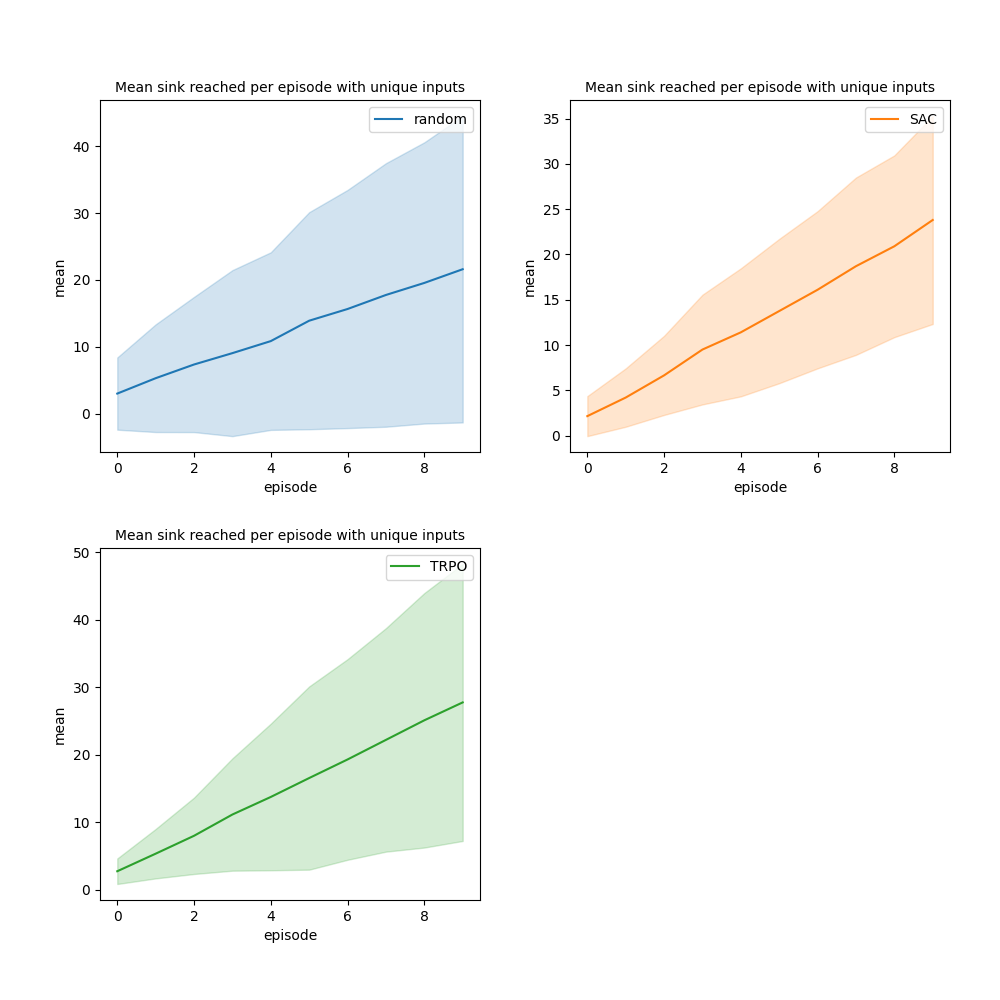 Mean sink reached per episode with unique inputs
random
40
30
20
10
0
mean
0 2 4 6 8
episode
Mean sink reached per episode with unique inputs
SAC
35
30
25
20
15
10
5
0
mean
0 2 4 6 8
episode
Mean sink reached per episode with unique inputs
TRPO
50
40
30
20
10
0
mean
0 2 4 6 8
episode